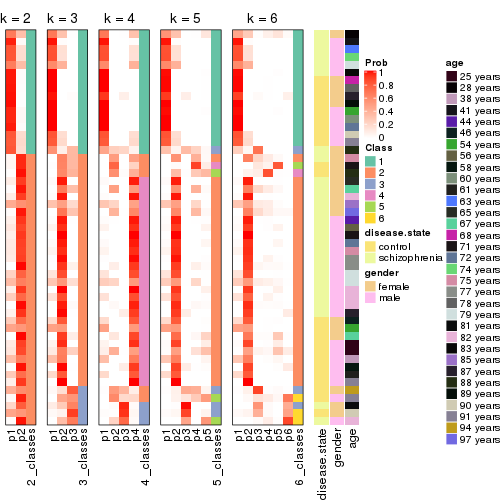 k = 2
k = 3
k = 4
k = 5
k = 6
p1
p2
2_classes
p1
p2
p3
3_classes
p1
p2
p3
p4
4_classes
p1
p2
p3
p4
p5
5_classes
p1
p2
p3
p4
p5
p6
6_classes
disease.state
gender
age
Prob
1
0.8
0.6
0.4
0.2
0
Class
1
2
3
4
5
6
disease.state
control
schizophrenia
gender
female
male
age
25 years
28 years
38 years
41 years
44 years
46 years
54 years
56 years
58 years
60 years
61 years
63 years
65 years
67 years
68 years
71 years
72 years
74 years
75 years
77 years
78 years
79 years
81 years
82 years
83 years
85 years
87 years
88 years
89 years
90 years
91 years
94 years
97 years